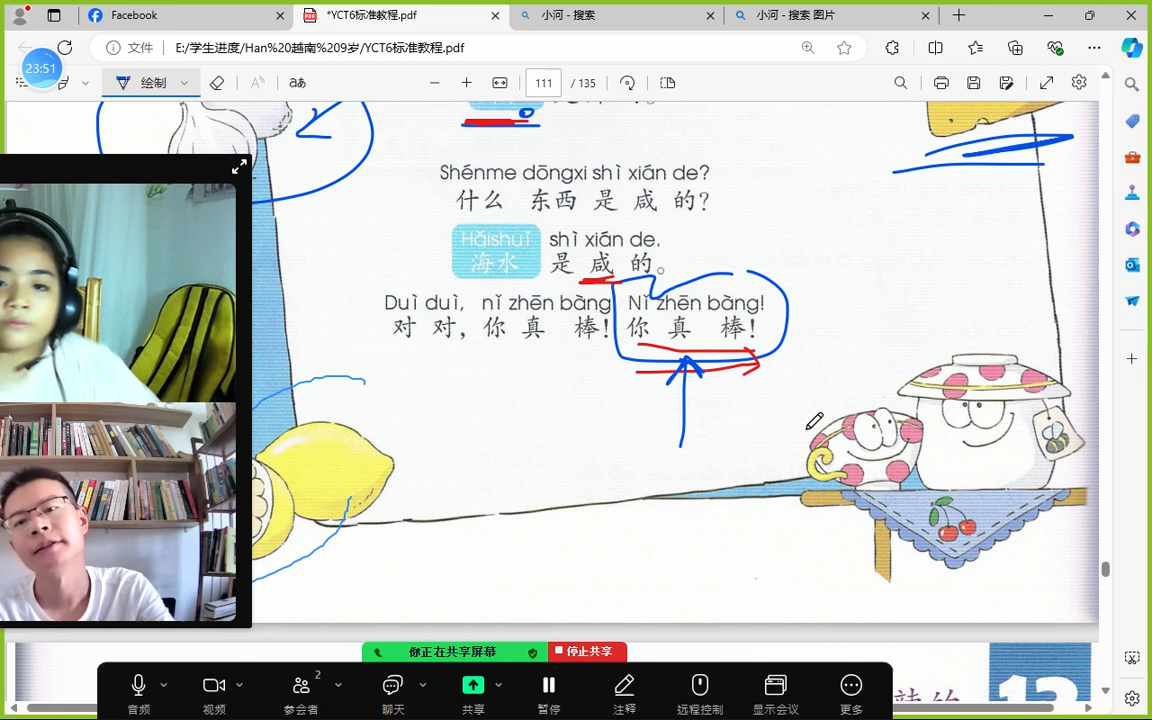 Facebook
*YCT6标准教程.pdf
小河 - 搜索
小河 - 搜索 图片
文件
E:/学生进度/Han%20越南%209岁/YCT6标准教程.pdf
23:51
绘制
aあ
111 / 135
Shénme dōngxi shì xián de?
什么 东西 是 咸 的?
Hǎishuǐ shì xián de.
海水 是 咸 的。
Duì duì, nǐ zhēn bàng! Nǐ zhēn bàng!
对 对, 你 真 棒! 你 真 棒!
你正在共享屏幕
停止共享
2
音频
视频
参会者
聊天
共享
暂停
注释
远程控制
显示会议
更多